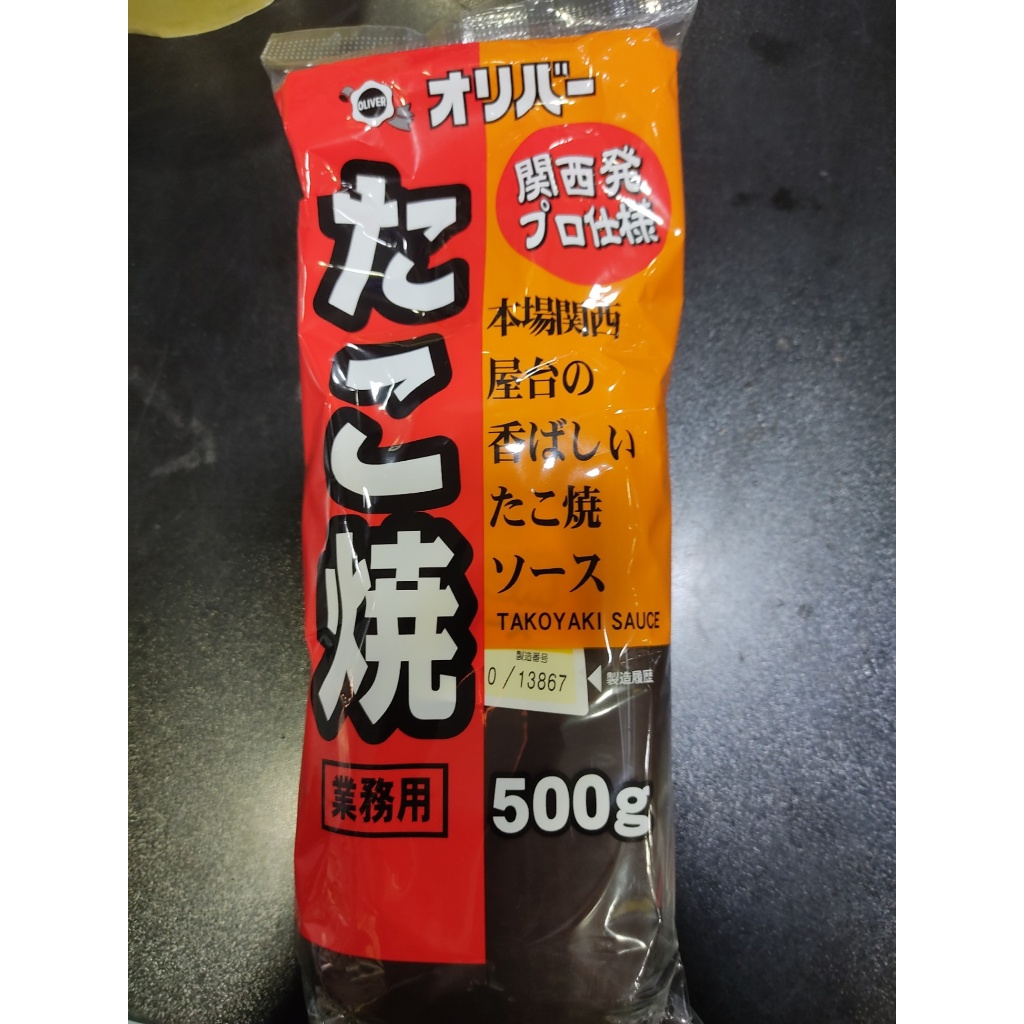 OLIVER
オリバー
関西発
プロ仕様
たこ焼
本場関西
屋台の
香ばしい
たこ焼
ソース
TAKOYAKI SAUCE
製造番号
0/13867
製造履歴
業務用
500g